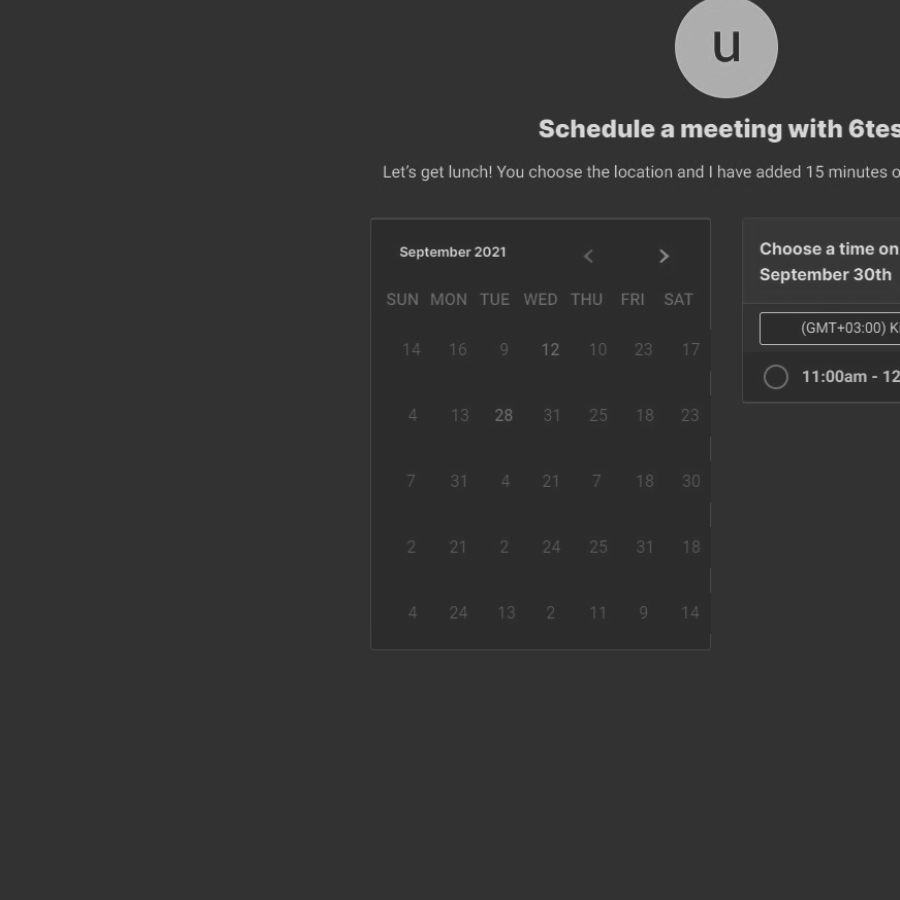 u
Schedule a meeting with 6tes
Let's get lunch! You choose the location and I have added 15 minutes o
September 2021
SUN MON TUE WED THU FRI SAT
14 16 9 12 10 23 17
4 13 28 31 25 18 23
7 31 4 21 7 18 30
2 21 2 24 25 31 18
4 24 13 2 11 9 14
Choose a time on
September 30th
(GMT+03:00) K
11:00am - 12